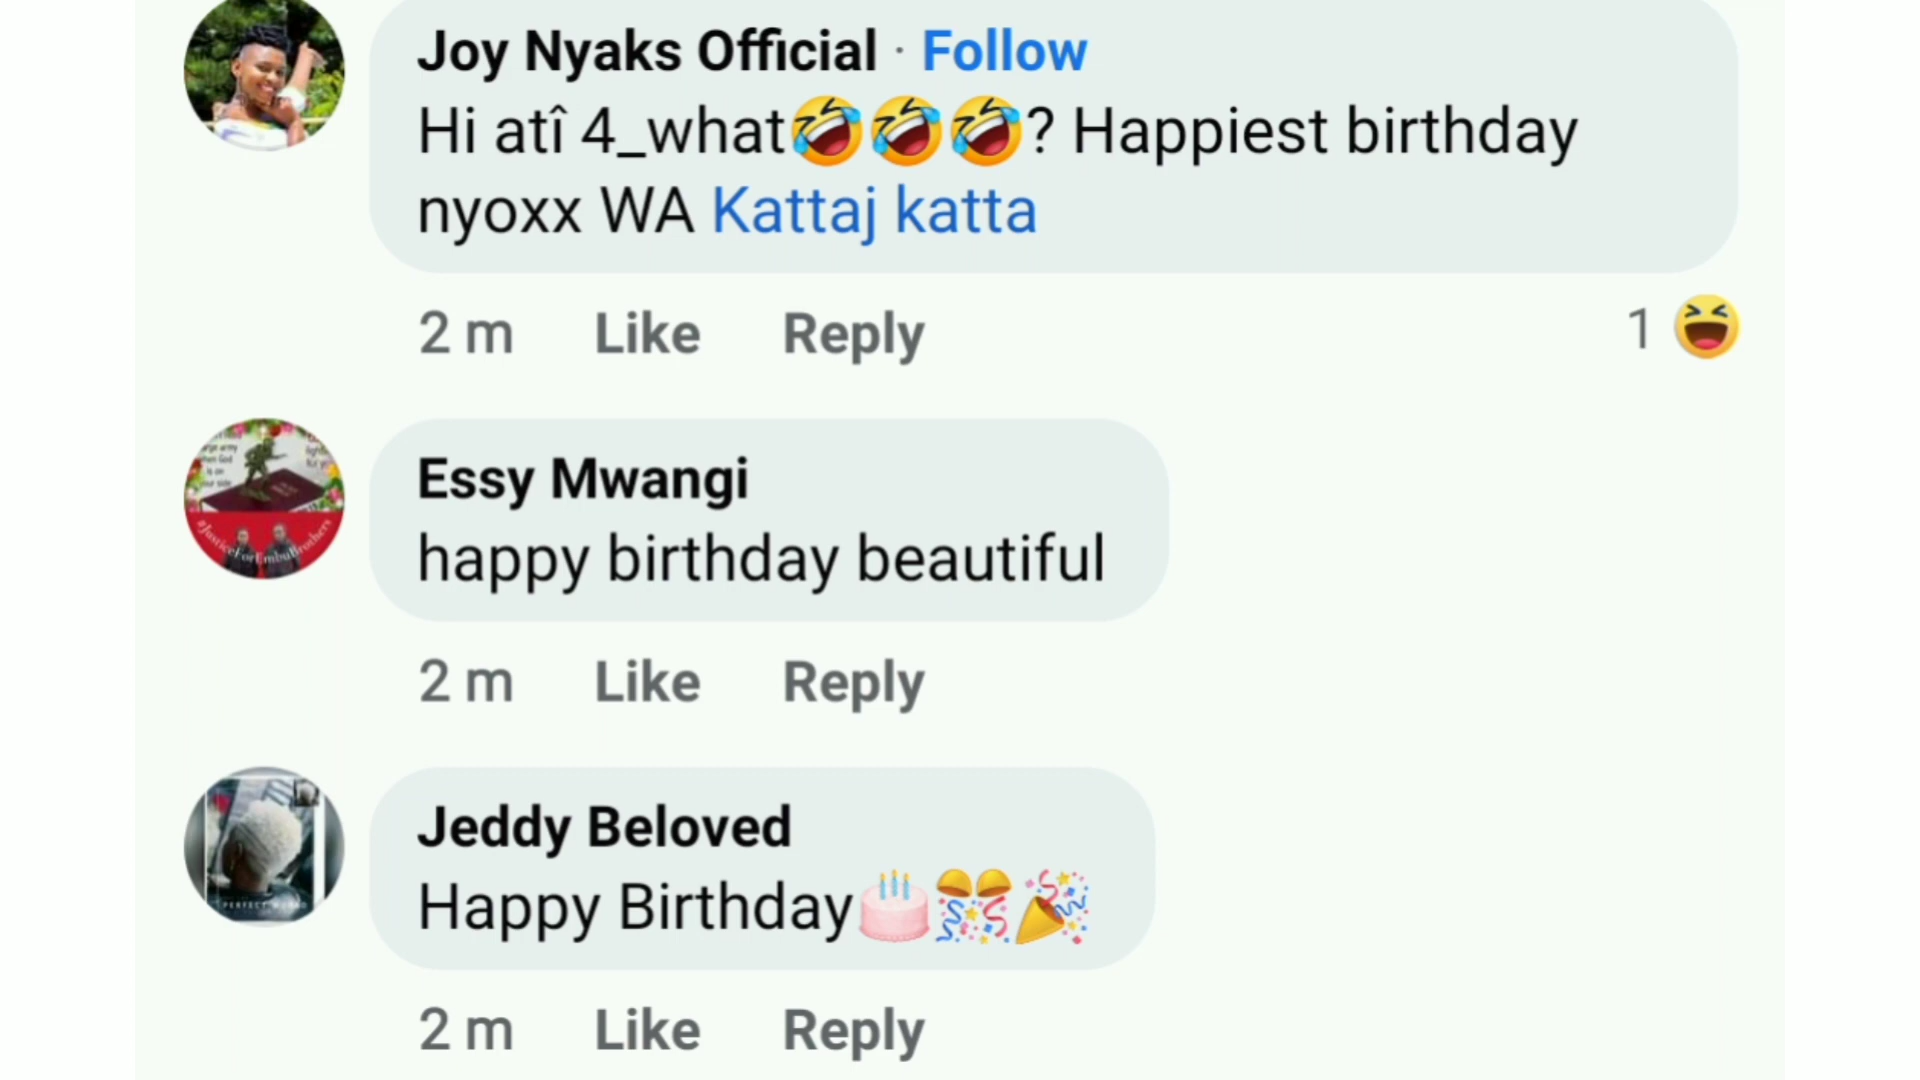 Joy Nyaks Official · Follow
Hi atî 4_what🤣🤣🤣? Happiest birthday
nyoxx WA Kattaj katta
2 m Like Reply 1 😆
Essy Mwangi
happy birthday beautiful
2 m Like Reply
#JusticeForEmbuBrothers
Jeddy Beloved
Happy Birthday🎂🎊🎉
2 m Like Reply